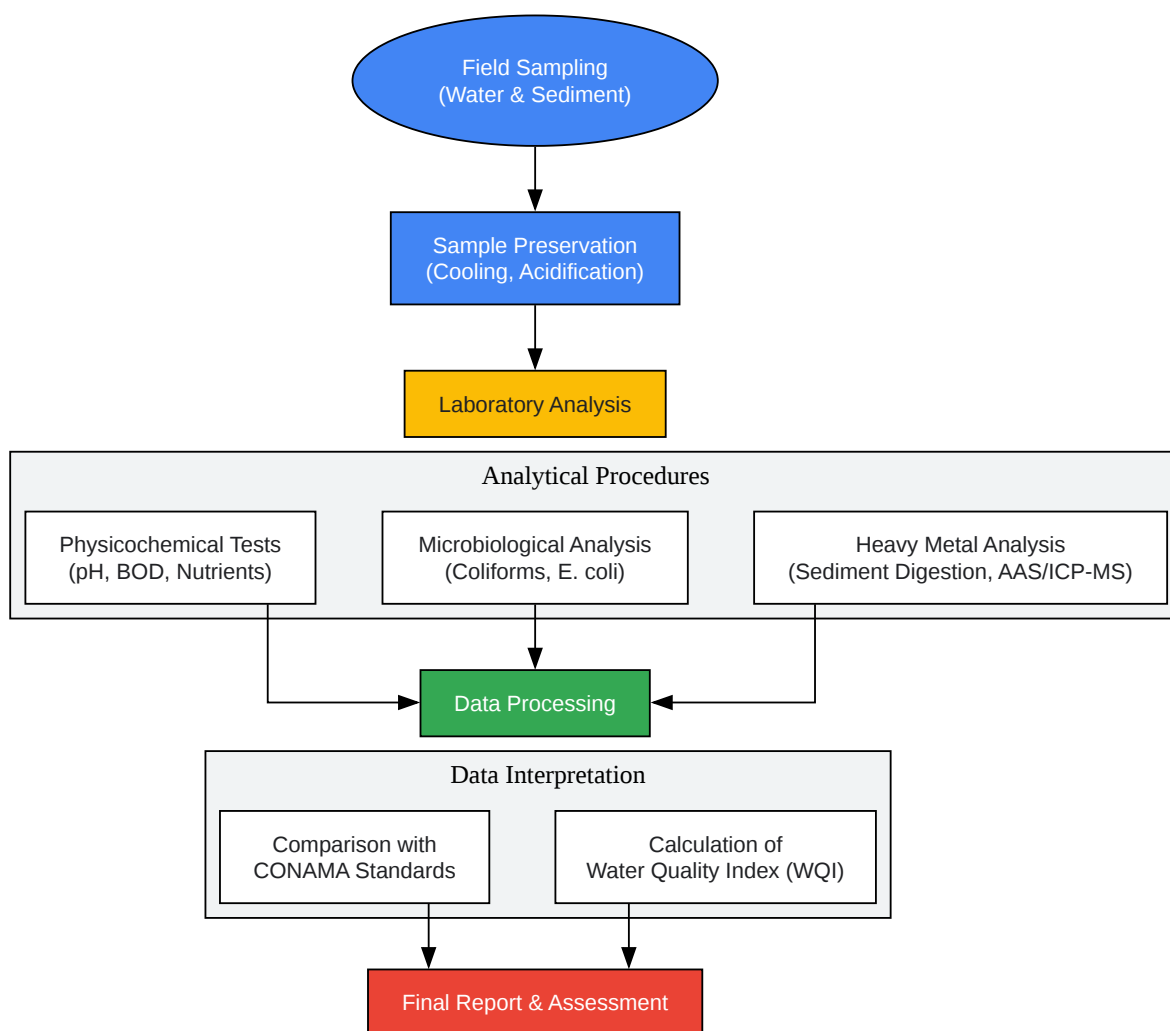 Field Sampling
(Water & Sediment)
Sample Preservation
(Cooling, Acidification)
Laboratory Analysis
Analytical Procedures
Physicochemical Tests
(pH, BOD, Nutrients)
Microbiological Analysis
(Coliforms, E. coli)
Heavy Metal Analysis
(Sediment Digestion, AAS/ICP-MS)
Data Processing
Data Interpretation
Comparison with
CONAMA Standards
Calculation of
Water Quality Index (WQI)
Final Report & Assessment